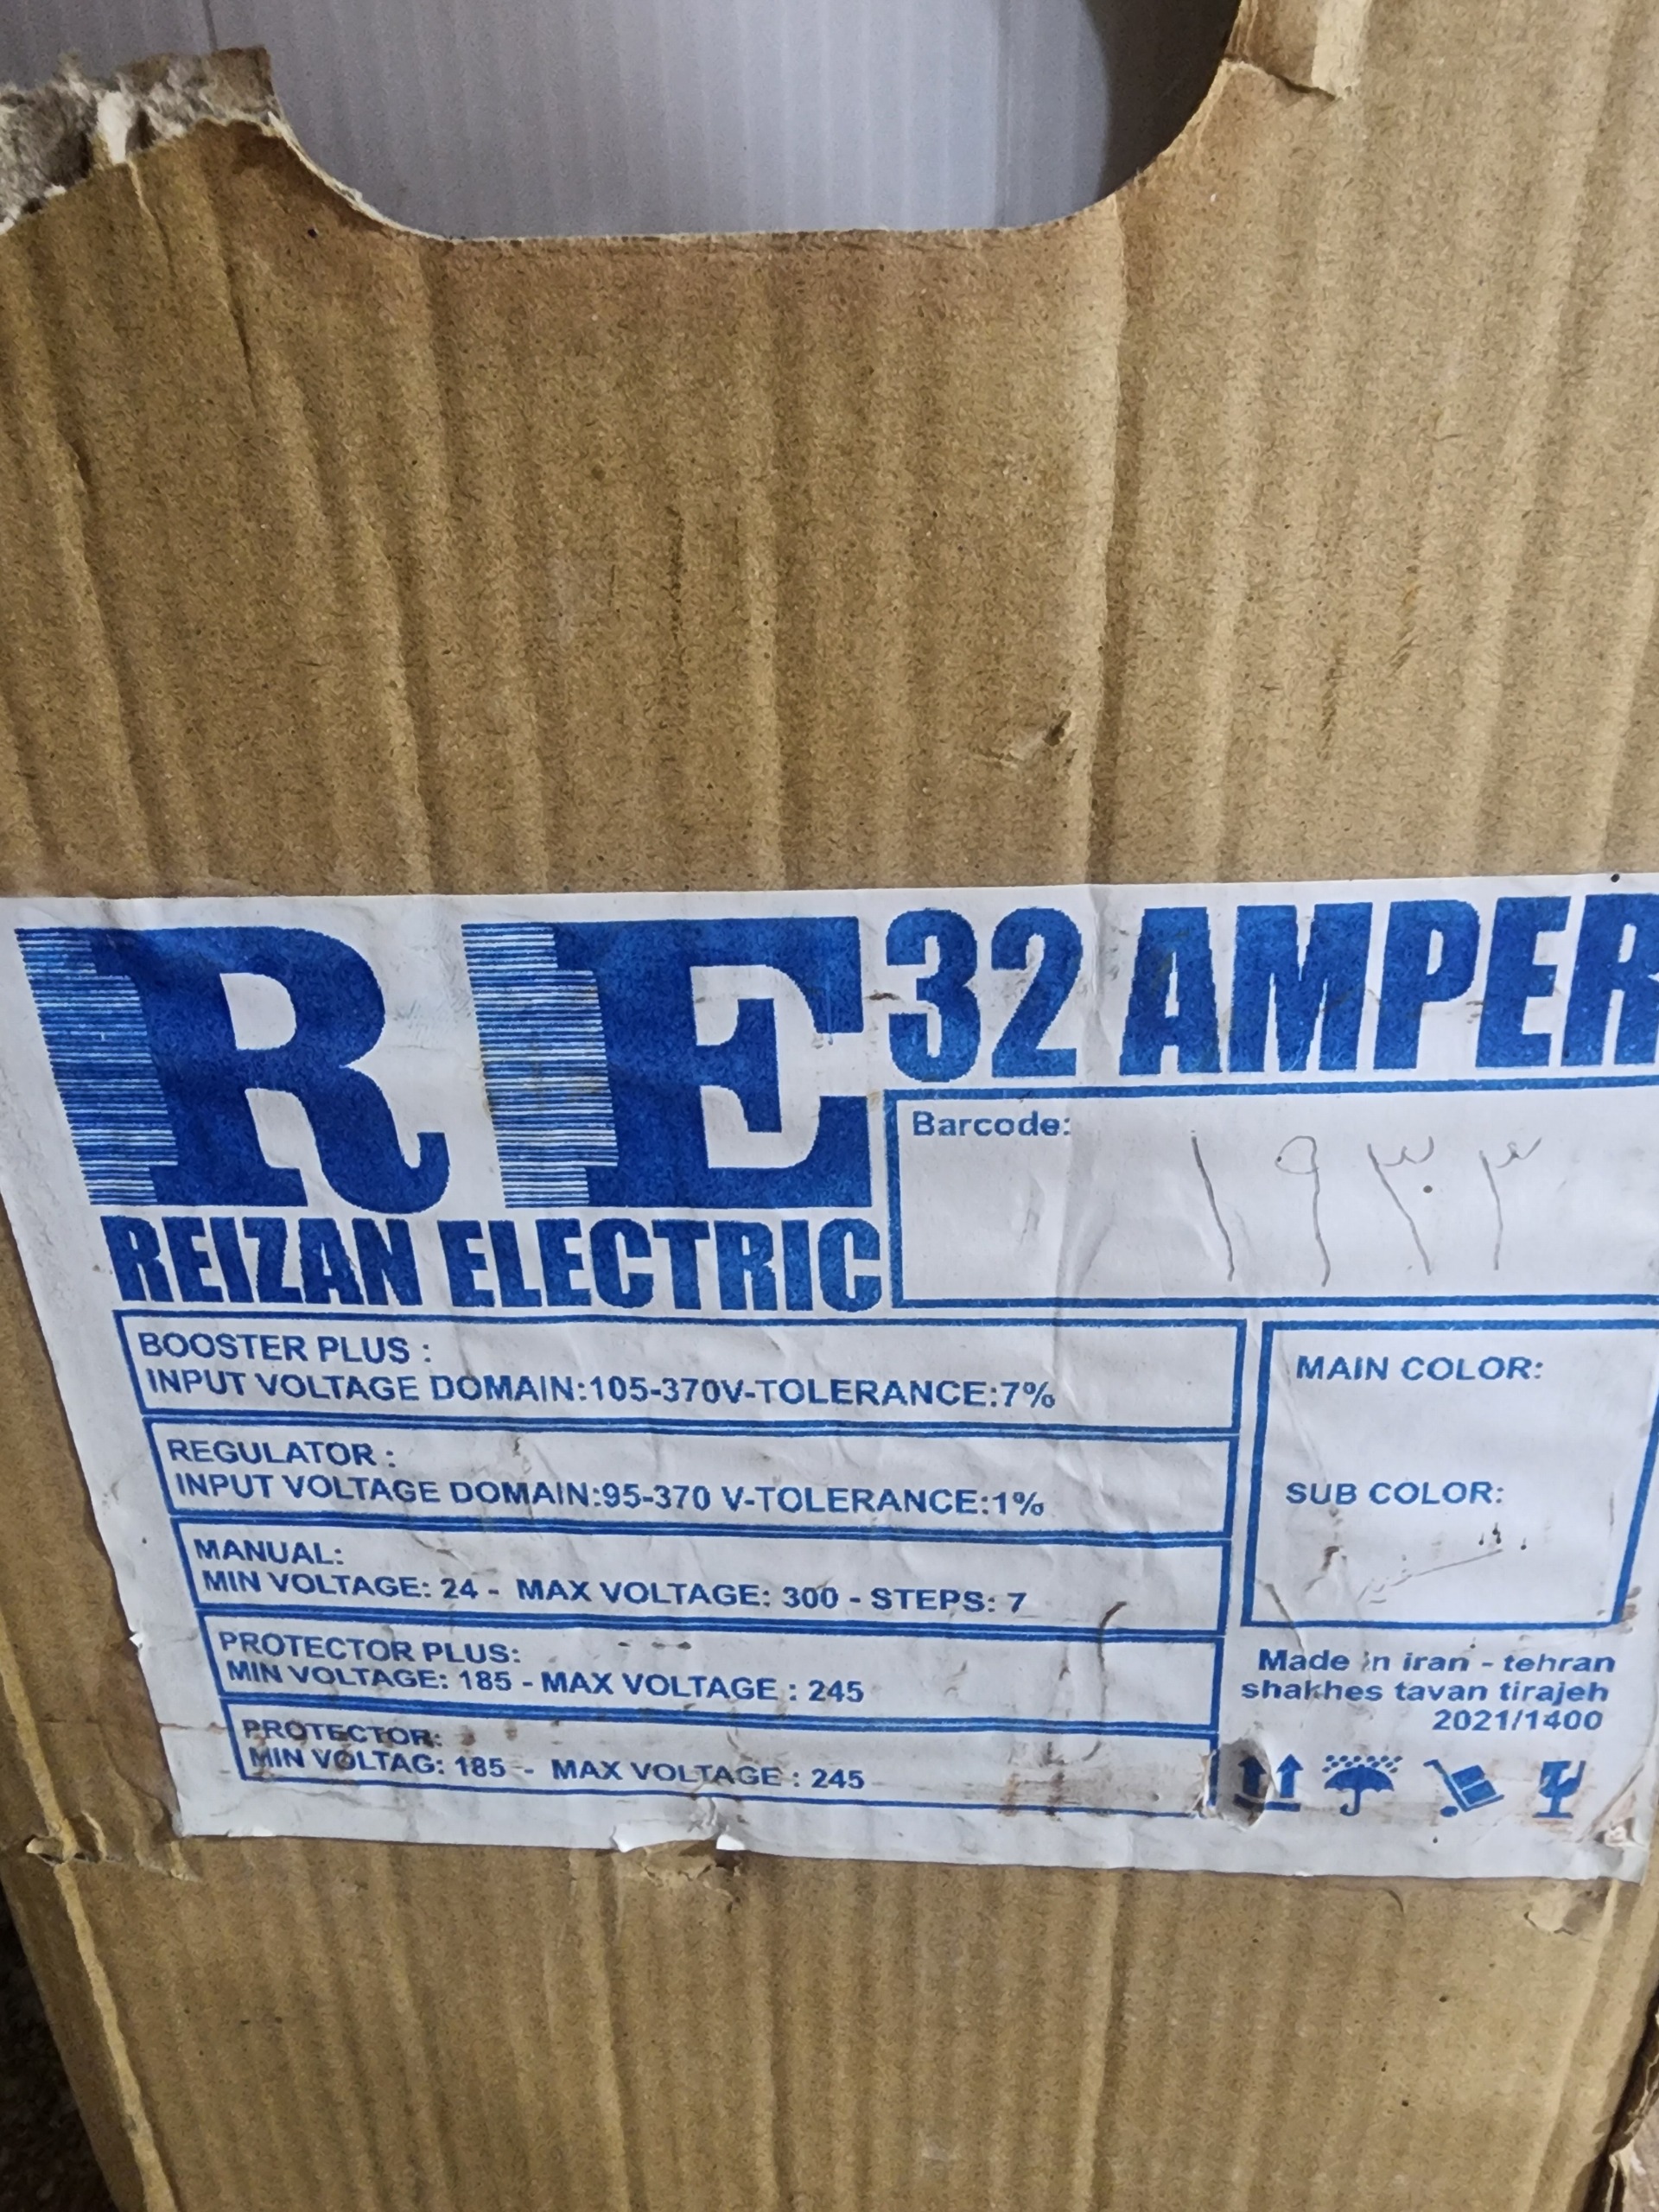 RE
REIZAN ELECTRIC
32 AMPER
Barcode:
۱۹۳۳
BOOSTER PLUS :
INPUT VOLTAGE DOMAIN:105-370V-TOLERANCE:7%
REGULATOR :
INPUT VOLTAGE DOMAIN:95-370 V-TOLERANCE:1%
MANUAL:
MIN VOLTAGE: 24 - MAX VOLTAGE: 300 - STEPS: 7
PROTECTOR PLUS:
MIN VOLTAGE: 185 - MAX VOLTAGE : 245
PROTECTOR:
MIN VOLTAG: 185 - MAX VOLTAGE : 245
MAIN COLOR:
SUB COLOR:
Made in iran - tehran
shakhes tavan tirajeh
2021/1400